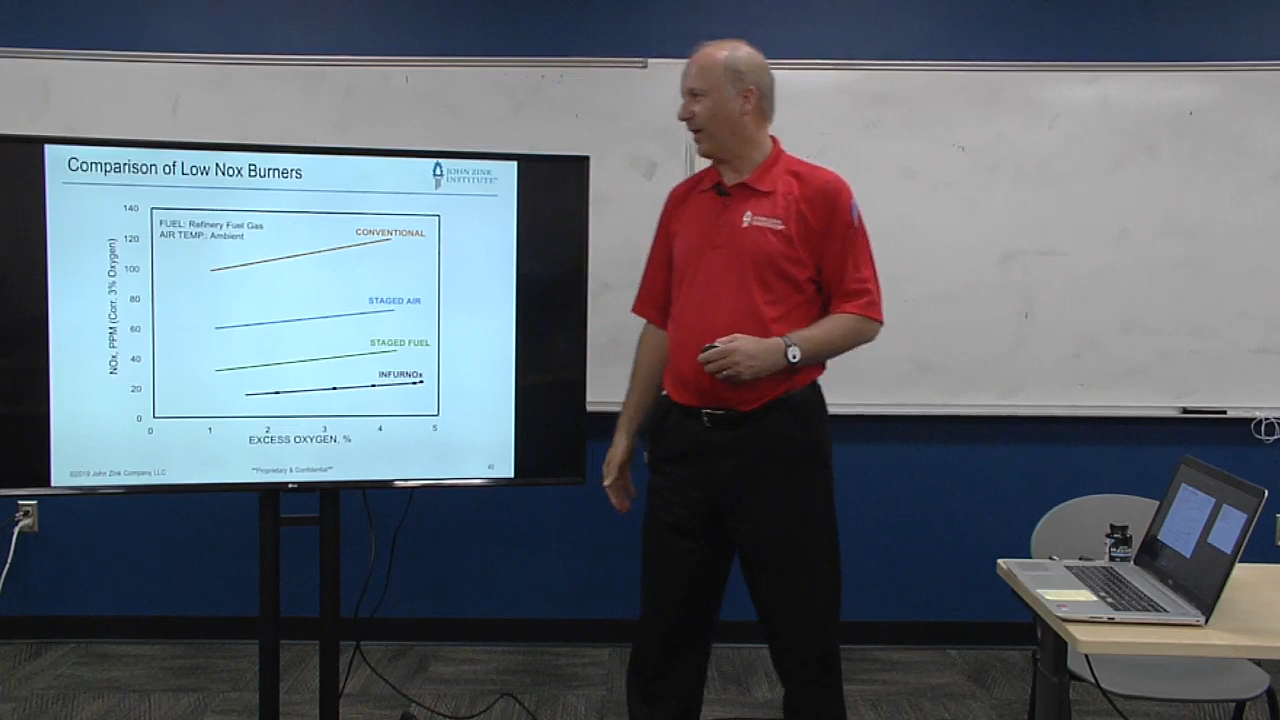 Comparison of Low Nox Burners
JOHN ZINK
INSTITUTE
140
120
100
80
60
40
20
0
NOx, PPM (Corr. 3% Oxygen)
FUEL: Refinery Fuel Gas
AIR TEMP.: Ambient
CONVENTIONAL
STAGED AIR
STAGED FUEL
INFURNOx
0 1 2 3 4 5
EXCESS OXYGEN, %
©2019 John Zink Company LLC
**Proprietary & Confidential**
LG